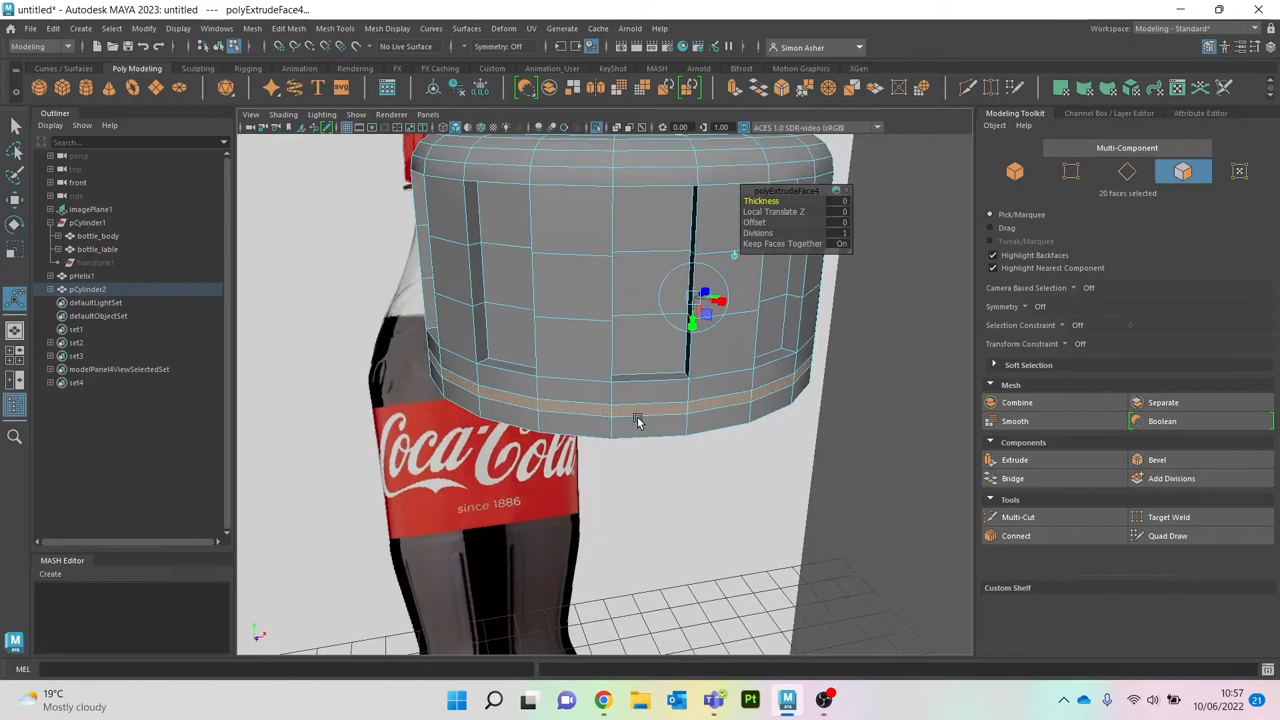 untitled* - Autodesk MAYA 2023: untitled --- polyExtrudeFace4...
File Edit Create Select Modify Display Windows Mesh Edit Mesh Mesh Tools Mesh Display Curves Surfaces Deform UV Generate Cache Arnold Help
Workspace: Modeling - Standard*
Modeling
No Live Surface
Symmetry: Off
Simon Asher
Curves / Surfaces Poly Modeling Sculpting Rigging Animation Rendering FX FX Caching Custom Animation_User KeyShot MASH Arnold Bifrost Motion Graphics XGen
Outliner
Display Show Help
Search...
persp
top
front
side
imagePlane1
pCylinder1
bottle_body
bottle_lable
transform1
pHelix1
pCylinder2
defaultLightSet
defaultObjectSet
set1
set2
set3
modelPanel4ViewSelectedSet
set4
MASH Editor
Create
View Shading Lighting Show Renderer Panels
0.00 1.00 ACES 1.0 SDR-video (sRGB)
polyExtrudeFace4
Thickness 0
Local Translate Z 0
Offset 0
Divisions 1
Keep Faces Together On
Coca-Cola
since 1886
Modeling Toolkit Channel Box / Layer Editor Attribute Editor
Object Help
Multi-Component
20 faces selected
Pick/Marquee
Drag
Tweak/Marquee
Highlight Backfaces
Highlight Nearest Component
Camera Based Selection Off
Symmetry Off
Selection Constraint Off 0
Transform Constraint Off
Soft Selection
Mesh
Combine Separate
Smooth Boolean
Components
Extrude Bevel
Bridge Add Divisions
Tools
Multi-Cut Target Weld
Connect Quad Draw
Custom Shelf
MEL
19°C
Mostly cloudy
10:57
10/06/2022
21